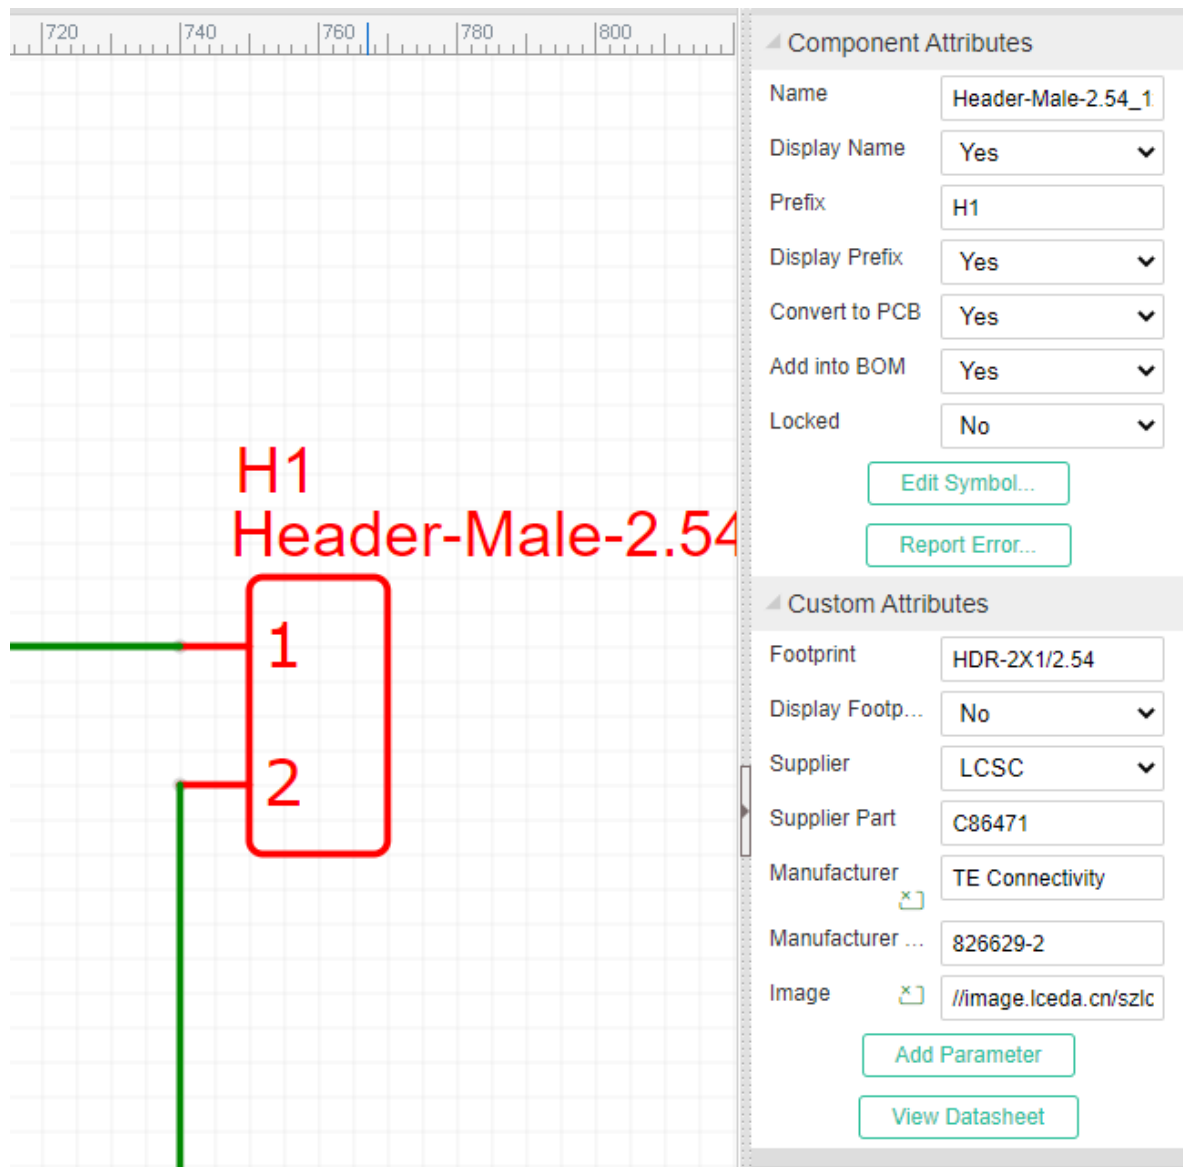 720 740 760 780 800
Component Attributes
Name Header-Male-2.54_1
Display Name Yes
Prefix H1
Display Prefix Yes
Convert to PCB Yes
Add into BOM Yes
Locked No
Edit Symbol...
Report Error...
H1
Header-Male-2.54
1
2
Custom Attributes
Footprint HDR-2X1/2.54
Display Footp... No
Supplier LCSC
Supplier Part C86471
Manufacturer TE Connectivity
Manufacturer ... 826629-2
Image //image.lceda.cn/szlc
Add Parameter
View Datasheet